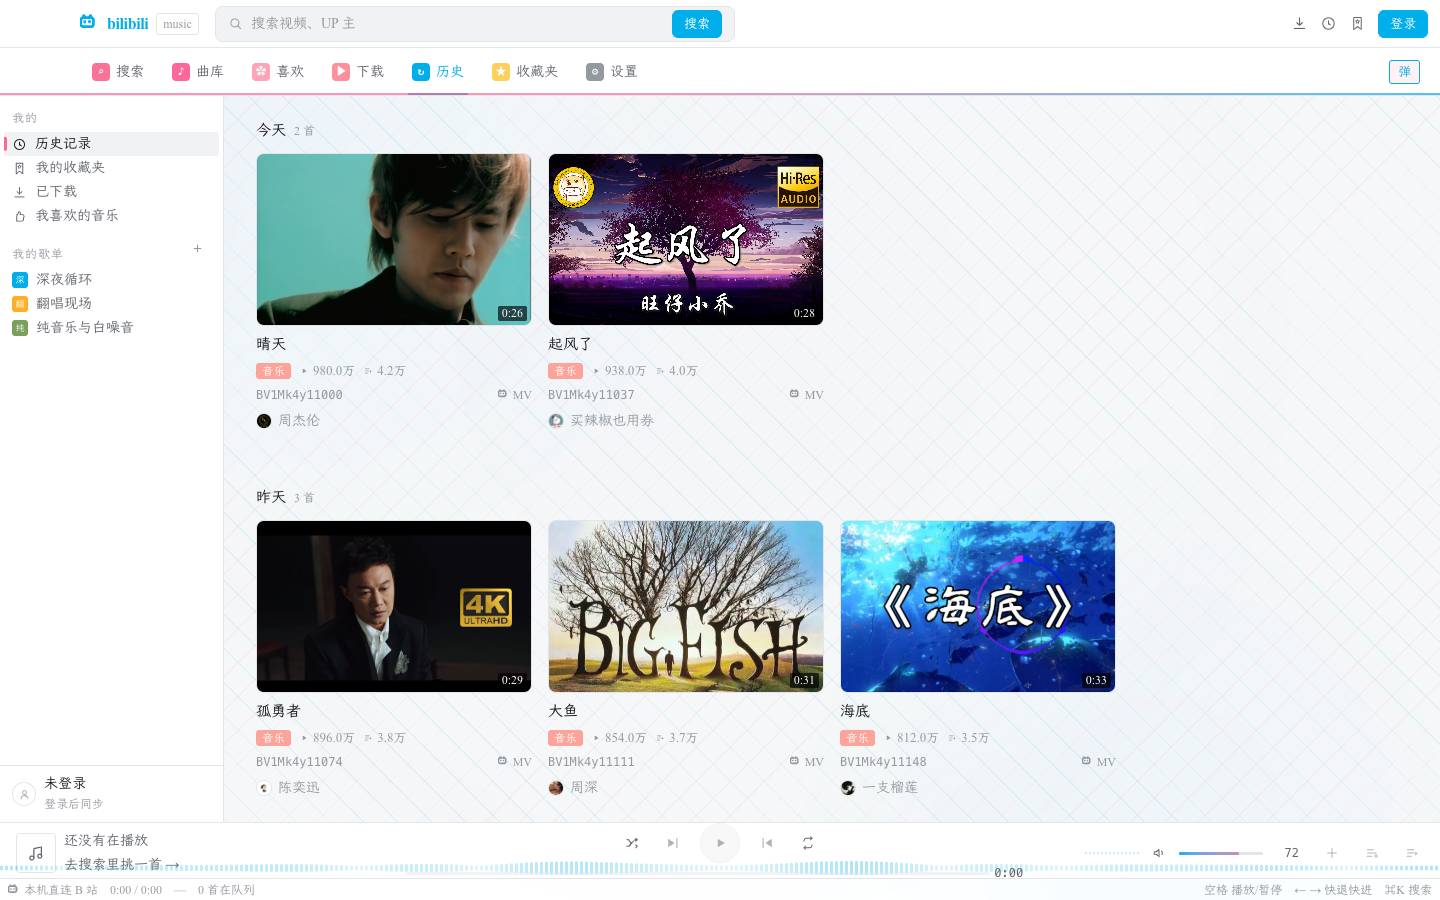 bilibili music
搜索视频、UP 主
搜索
登录
搜索 曲库 喜欢 下载 历史 收藏夹 设置
弹
我的
历史记录
我的收藏夹
已下载
我喜欢的音乐
我的歌单 +
深 深夜循环
翻 翻唱现场
纯 纯音乐与白噪音
未登录
登录后同步
今天 2 首
0:26
Hi-Res
AUDIO
起风了
旺仔小乔
0:28
晴天
音乐 980.0万 4.2万
BV1Mk4y11000 MV
周杰伦
起风了
音乐 938.0万 4.0万
BV1Mk4y11037 MV
买辣椒也用券
昨天 3 首
4K
ULTRAHD
0:29
BIG FISH
0:31
《海底》
0:33
孤勇者
音乐 896.0万 3.8万
BV1Mk4y11074 MV
陈奕迅
大鱼
音乐 854.0万 3.7万
BV1Mk4y11111 MV
周深
海底
音乐 812.0万 3.5万
BV1Mk4y11148 MV
一支榴莲
还没有在播放
去搜索里挑一首 →
0:00
72
本机直连 B 站 0:00 / 0:00 — 0 首在队列
空格 播放/暂停 ← → 快退快进 ⌘K 搜索